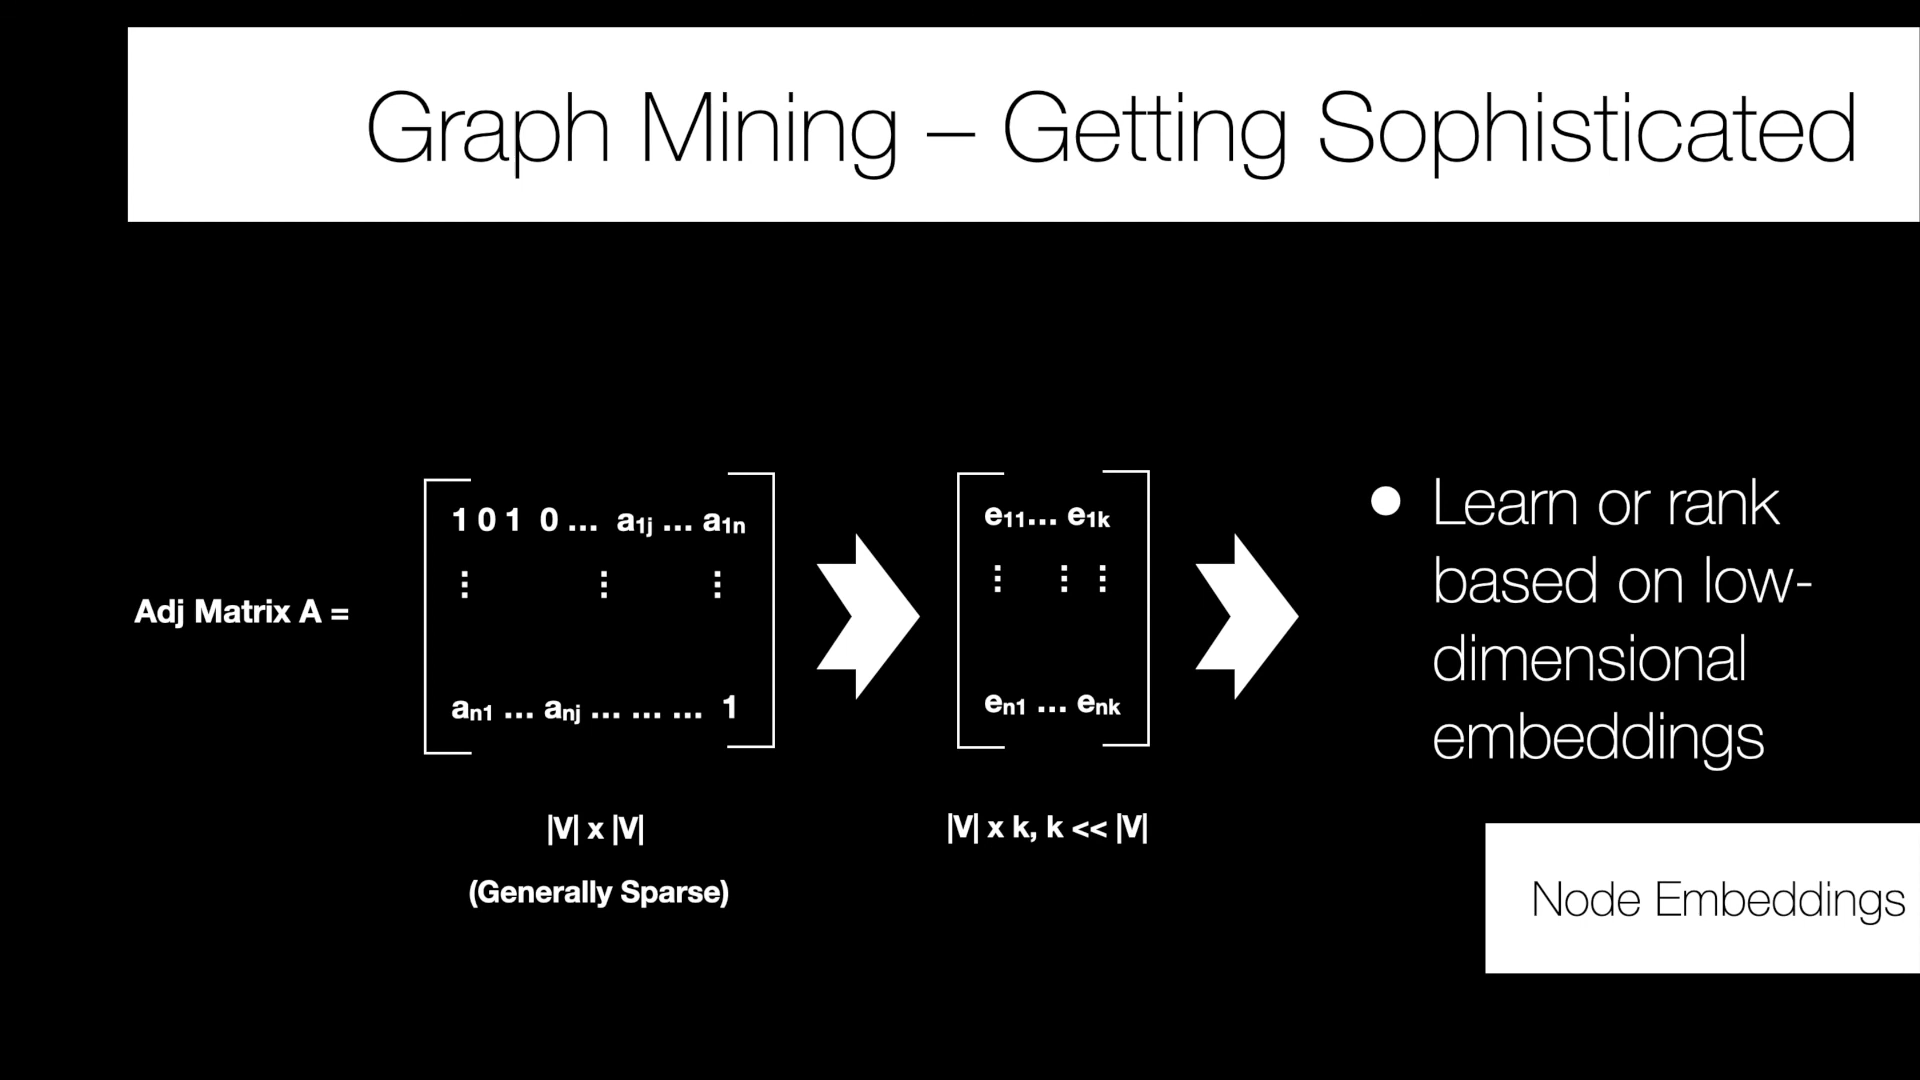 Graph Mining – Getting Sophisticated
Adj Matrix A =
1 0 1 0 ... a1j ... a1n
⋮ ⋮ ⋮
an1 ... anj ... ... ... 1
|V| x |V|
(Generally Sparse)
e11... e1k
⋮ ⋮ ⋮
en1 ... enk
|V| x k, k << |V|
• Learn or rank
based on low-
dimensional
embeddings
Node Embeddings